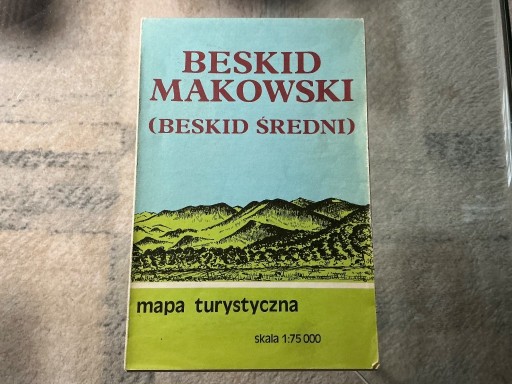 BESKID
MAKOWSKI
(BESKID ŚREDNI)
mapa turystyczna
skala 1:75 000